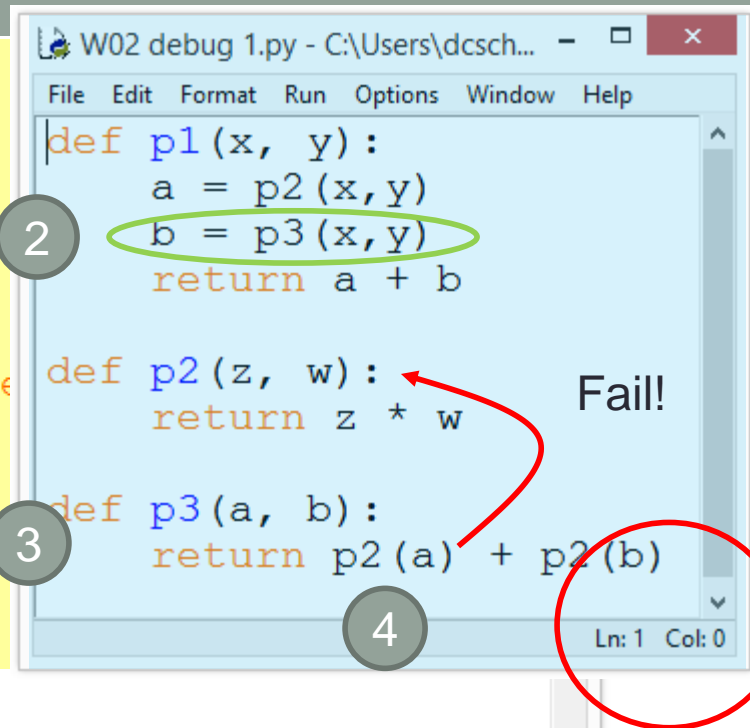 W02 debug 1.py - C:\Users\dcsch...
File Edit Format Run Options Window Help
def p1(x, y):
    a = p2(x,y)
2
    b = p3(x,y)
    return a + b
def p2(z, w):
Fail!
    return z * w
def p3(a, b):
3
    return p2(a) + p2(b)
4
Ln: 1 Col: 0